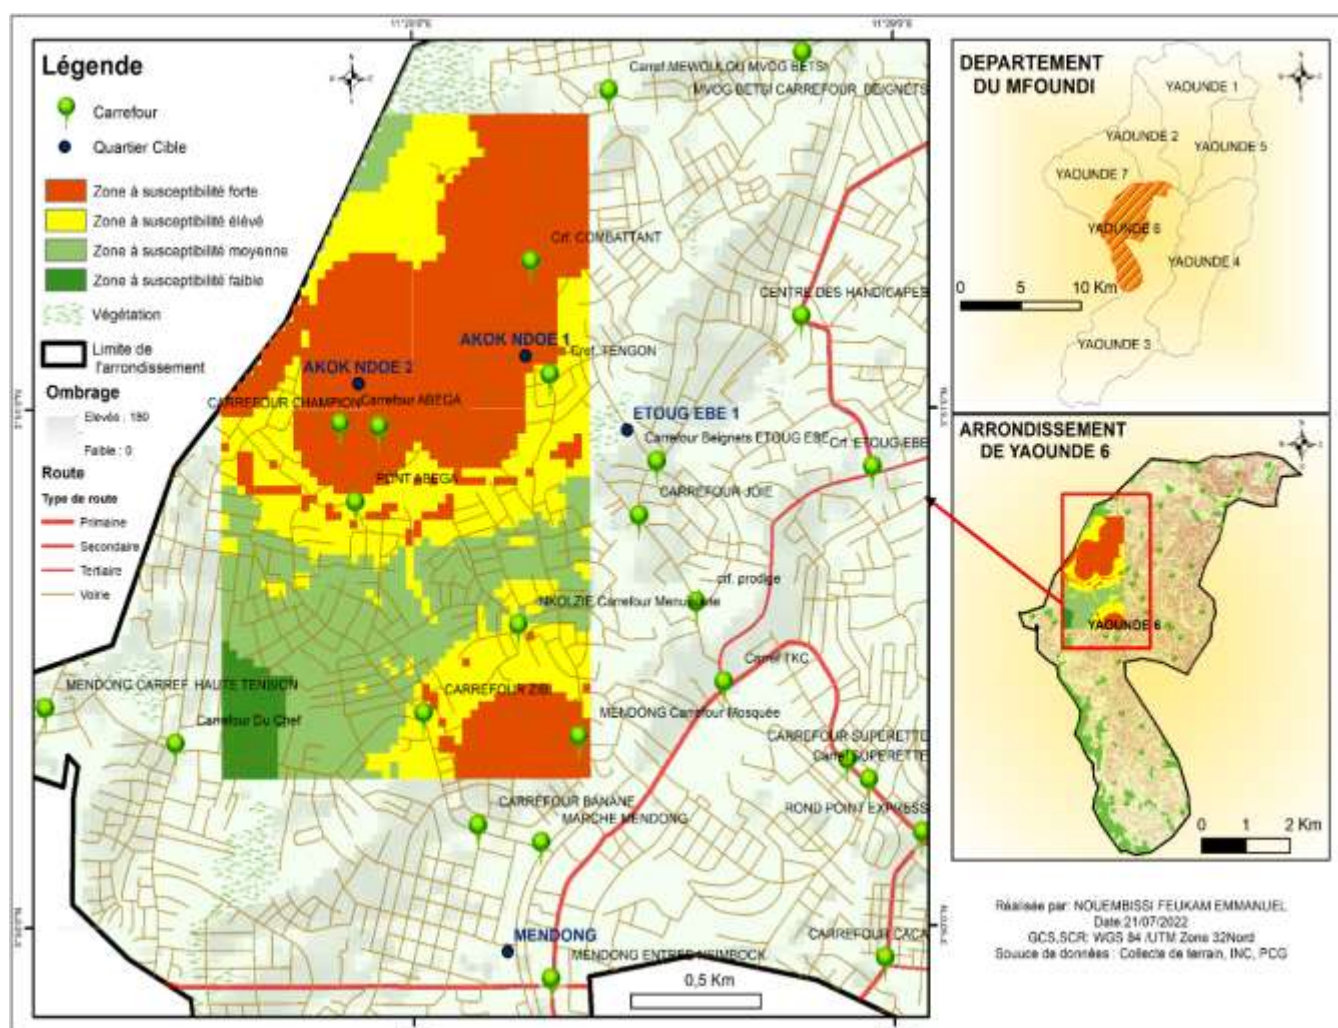 Légende
Carrefour
Quartier Cible
Zone à susceptibilité forte
Zone à susceptibilité élévé
Zone à susceptibilité moyenne
Zone à susceptibilité faible
Végétation
Limite de
l'arrondissement
Ombrage
Elevés : 180
Faible : 0
Route
Type de route
Primaire
Secondaire
Tertiaire
Voirie
Carref MEWOULOU MVOG BETSI
MVOG BETSI CARREFOUR BEIGNETS
Crf. COMBATTANT
CENTRE DES HANDICAPES
AKOK NDOE 1
Cref. TENGON
AKOK NDOE 2
CARREFOUR CHAMPION
Carrefour ABEGA
ETOUG EBE 1
Carrefour Beignets ETOUG EBE
Crf. ETOUG-EBE
PONT ABEGA
CARREFOUR JOIE
crf. prodige
NKOLZIE Carrefour Menuiserie
Carref TKC
MENDONG CARREF. HAUTE TENSION
CARREFOUR ZIBI
Carrefour Du Chef
MENDONG Carrefour Mosquée
CARREFOUR SUPERETTE
Carref SUPERETTE
CARREFOUR BANANE
MARCHE MENDONG
ROND POINT EXPRESS
MENDONG
CARREFOUR CACA
0,5 Km
DEPARTEMENT
DU MFOUNDI
YAOUNDE 1
YAOUNDE 2
YAOUNDE 5
YAOUNDE 7
YAOUNDE 6
YAOUNDE 4
0 5 10 Km
YAOUNDE 3
ARRONDISSEMENT
DE YAOUNDE 6
YAOUNDE 6
0 1 2 Km
Réalisée par: NOUEMBISSI FEUKAM EMMANUEL
Date:21/07/2022
GCS,SCR: WGS 84 /UTM Zone 32Nord
Souuce de données : Collecte de terrain, INC, PCG